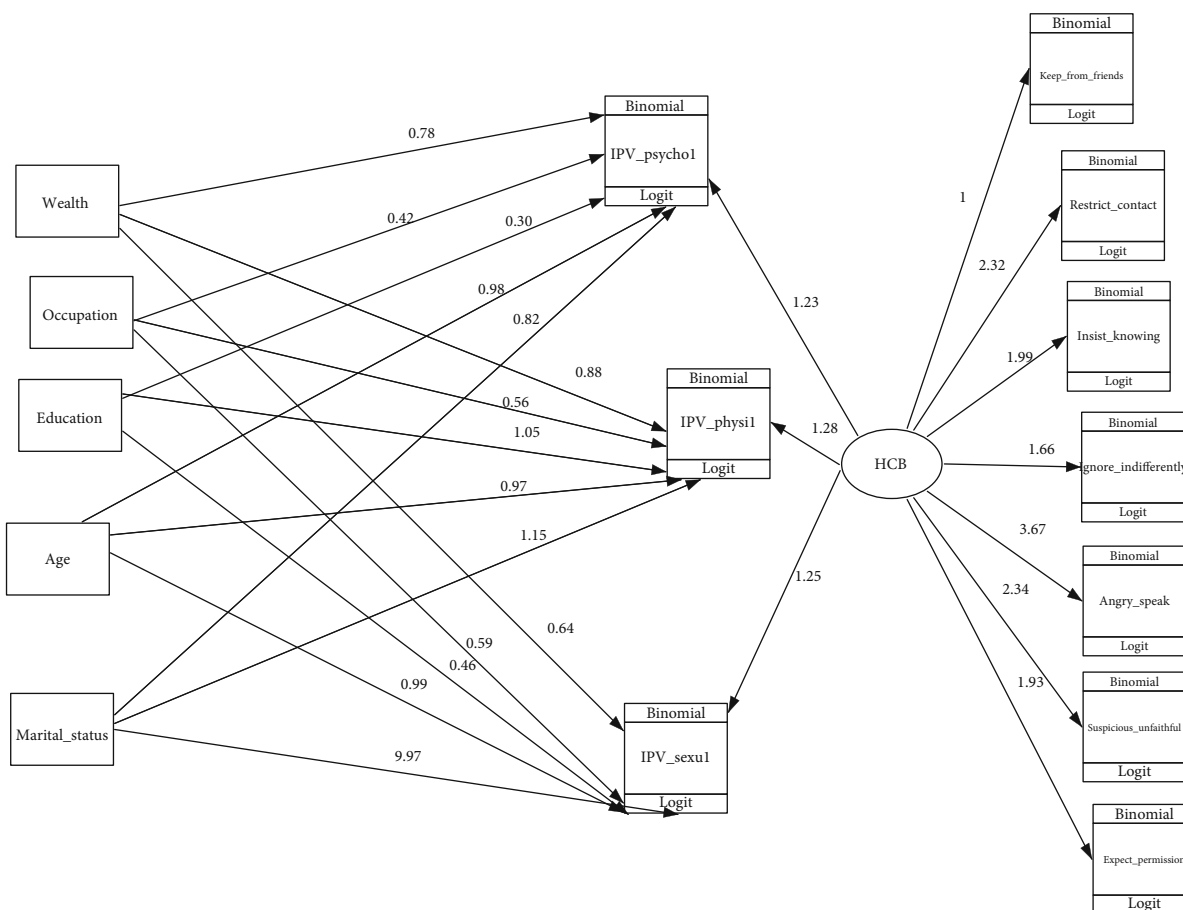 Wealth
Occupation
Education
Age
Marital_status
0.78
0.42
0.30
0.98
0.82
0.88
0.56
1.05
0.97
1.15
0.64
0.59
0.46
0.99
9.97
Binomial
IPV_psycho1
Logit
Binomial
IPV_physi1
Logit
Binomial
IPV_sexu1
Logit
1.23
1.28
1.25
HCB
1
2.32
1.99
1.66
3.67
2.34
1.93
Binomial
Keep_from_friends
Logit
Binomial
Restrict_contact
Logit
Binomial
Insist_knowing
Logit
Binomial
Ignore_indifferently
Logit
Binomial
Angry_speak
Logit
Binomial
Suspicious_unfaithful
Logit
Binomial
Expect_permission
Logit